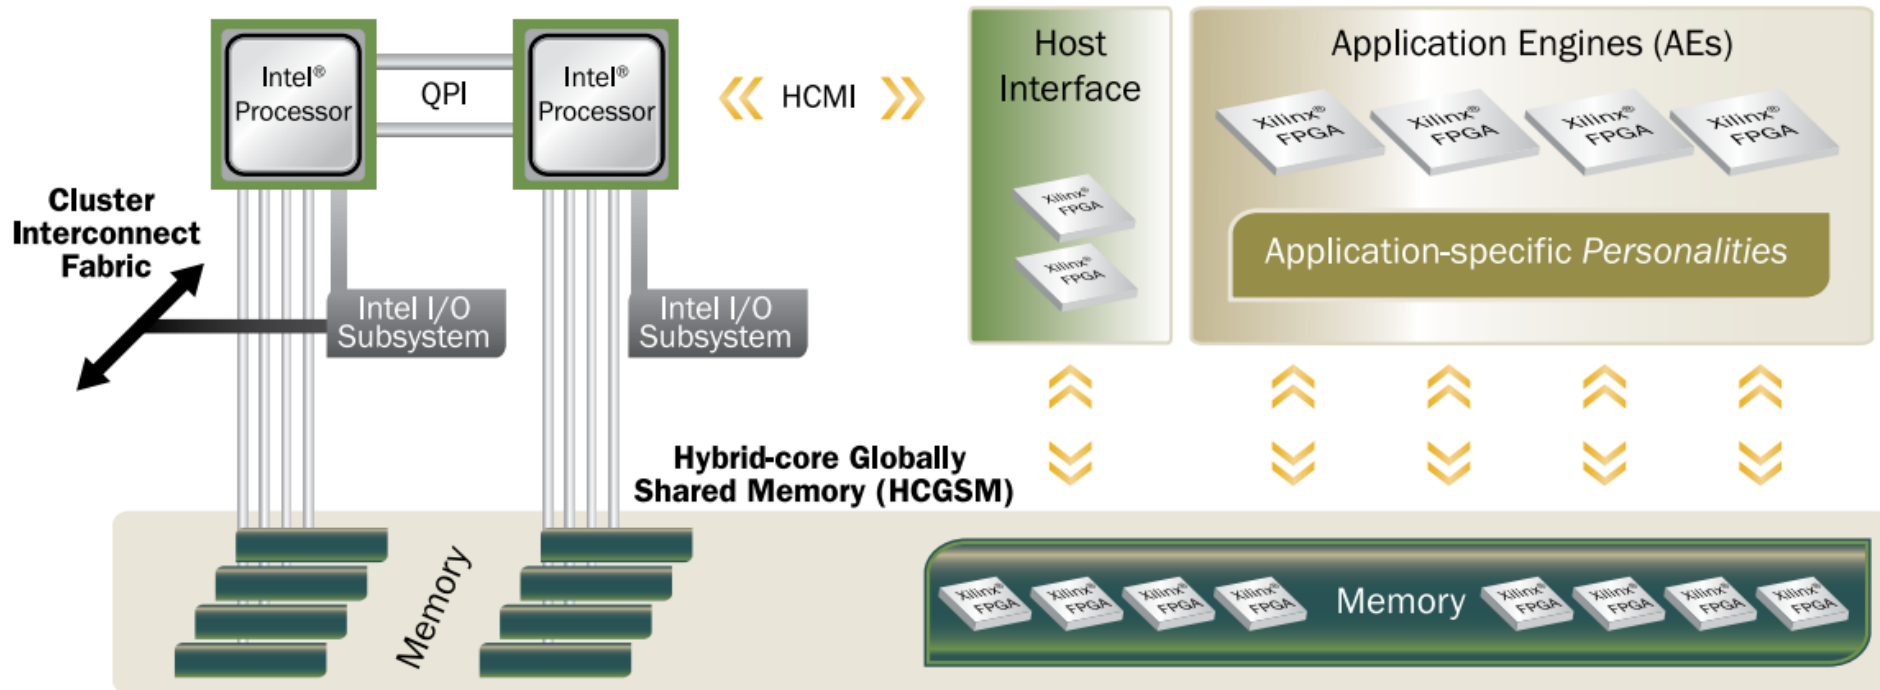 Intel®
Processor
QPI
Intel®
Processor
HCMI
Host
Interface
Xilinx®
FPGA
Xilinx®
FPGA
Application Engines (AEs)
Xilinx®
FPGA
Xilinx®
FPGA
Xilinx®
FPGA
Xilinx®
FPGA
Application-specific Personalities
Cluster
Interconnect
Fabric
Intel I/O
Subsystem
Intel I/O
Subsystem
Hybrid-core Globally
Shared Memory (HCGSM)
Memory
Xilinx®
FPGA
Xilinx®
FPGA
Xilinx®
FPGA
Xilinx®
FPGA
Memory
Xilinx®
FPGA
Xilinx®
FPGA
Xilinx®
FPGA
Xilinx®
FPGA